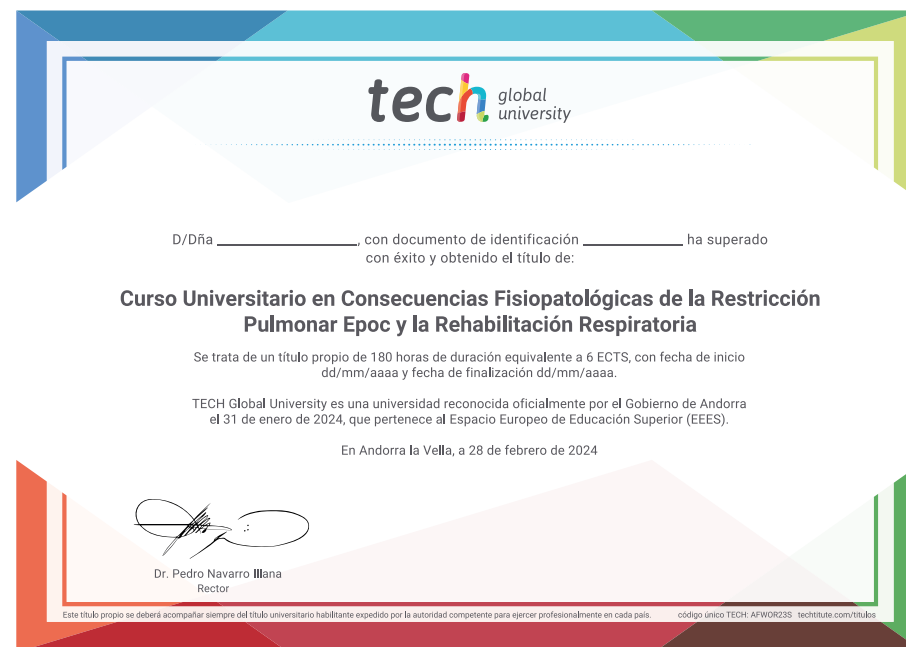 tech global university
D/Dña ____________________, con documento de identificación ______________ ha superado
con éxito y obtenido el título de:
Curso Universitario en Consecuencias Fisiopatológicas de la Restricción
Pulmonar Epoc y la Rehabilitación Respiratoria
Se trata de un título propio de 180 horas de duración equivalente a 6 ECTS, con fecha de inicio
dd/mm/aaaa y fecha de finalización dd/mm/aaaa.
TECH Global University es una universidad reconocida oficialmente por el Gobierno de Andorra
el 31 de enero de 2024, que pertenece al Espacio Europeo de Educación Superior (EEES).
En Andorra la Vella, a 28 de febrero de 2024
Dr. Pedro Navarro Illana
Rector
Este título propio se deberá acompañar siempre del título universitario habilitante expedido por la autoridad competente para ejercer profesionalmente en cada país. código único TECH: AFWOR23S techtitute.com/titulos